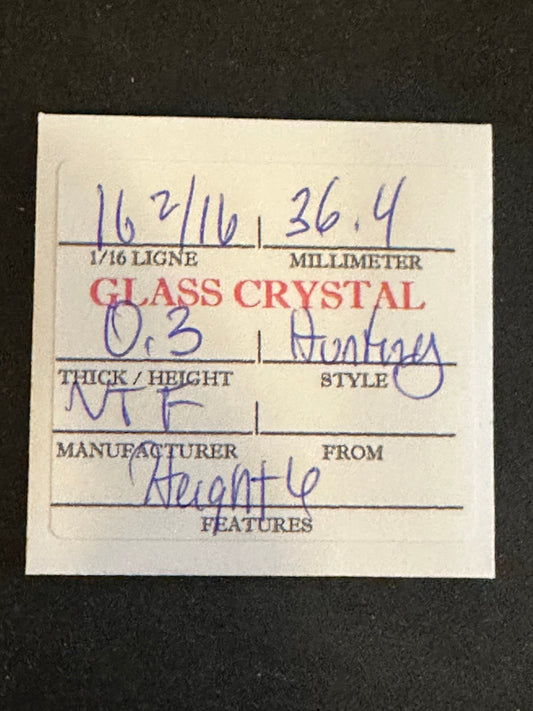 16 2/16 36.4
1/16 LIGNE MILLIMETER
GLASS CRYSTAL
0.3 Hunting
THICK / HEIGHT STYLE
NTF
MANUFACTURER FROM
Height 6
FEATURES